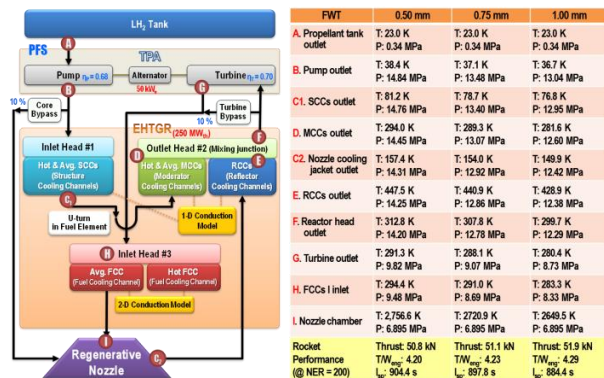 LH₂ Tank
PFS
A
TPA
Pump ηₚ=0.68
Alternator
50 kWₑ
Turbine ηₜ=0.70
B
G
10 %
Core
Bypass
10%
Turbine
Bypass
EHTGR (250 MWₜₕ)
F
Inlet Head #1
Outlet Head #2 (Mixing junction)
D
E
Hot & Avg. SCCs
(Structure
Cooling Channels)
Hot & Avg. MCCs
(Moderator
Cooling Channels)
RCCs
(Reflector
Cooling Channels)
C₁
U-turn
in Fuel Element
1-D Conduction
Model
H
Inlet Head #3
Avg. FCC
(Fuel Cooling Channel)
Hot FCC
(Fuel Cooling Channel)
2-D Conduction Model
I
Regenerative
Nozzle
C₂
FWT 0.50 mm 0.75 mm 1.00 mm
A. Propellant tank T: 23.0 K T: 23.0 K T: 23.0 K
outlet P: 0.34 MPa P: 0.34 MPa P: 0.34 MPa
B. Pump outlet T: 38.4 K T: 37.1 K T: 36.7 K
P: 14.84 MPa P: 13.48 MPa P: 13.04 MPa
C1. SCCs outlet T: 81.2 K T: 78.7 K T: 76.8 K
P: 14.76 MPa P: 13.40 MPa P: 12.95 MPa
D. MCCs outlet T: 294.0 K T: 289.3 K T: 281.6 K
P: 14.45 MPa P: 13.07 MPa P: 12.60 MPa
C2. Nozzle cooling T: 157.4 K T: 154.0 K T: 149.9 K
jacket outlet P: 14.31 MPa P: 12.92 MPa P: 12.42 MPa
E. RCCs outlet T: 447.5 K T: 440.9 K T: 428.9 K
P: 14.25 MPa P: 12.86 MPa P: 12.38 MPa
F. Reactor head T: 312.8 K T: 307.8 K T: 299.7 K
outlet P: 14.20 MPa P: 12.78 MPa P: 12.29 MPa
G. Turbine outlet T: 291.3 K T: 288.1 K T: 280.4 K
P: 9.82 MPa P: 9.07 MPa P: 8.73 MPa
H. FCCs I inlet T: 294.4 K T: 291.0 K T: 283.3 K
P: 9.48 MPa P: 8.69 MPa P: 8.33 MPa
I. Nozzle chamber T: 2,756.6 K T: 2720.9 K T: 2649.5 K
P: 6.895 MPa P: 6.895 MPa P: 6.895 MPa
Rocket Thrust: 50.8 kN Thrust: 51.1 kN Thrust: 51.9 kN
Performance T/Wₑₙg: 4.20 T/Wₑₙg: 4.23 T/Wₑₙg: 4.29
(@ NER = 200) Iₛₚ: 904.4 s Iₛₚ: 897.8 s Iₛₚ: 884.4 s